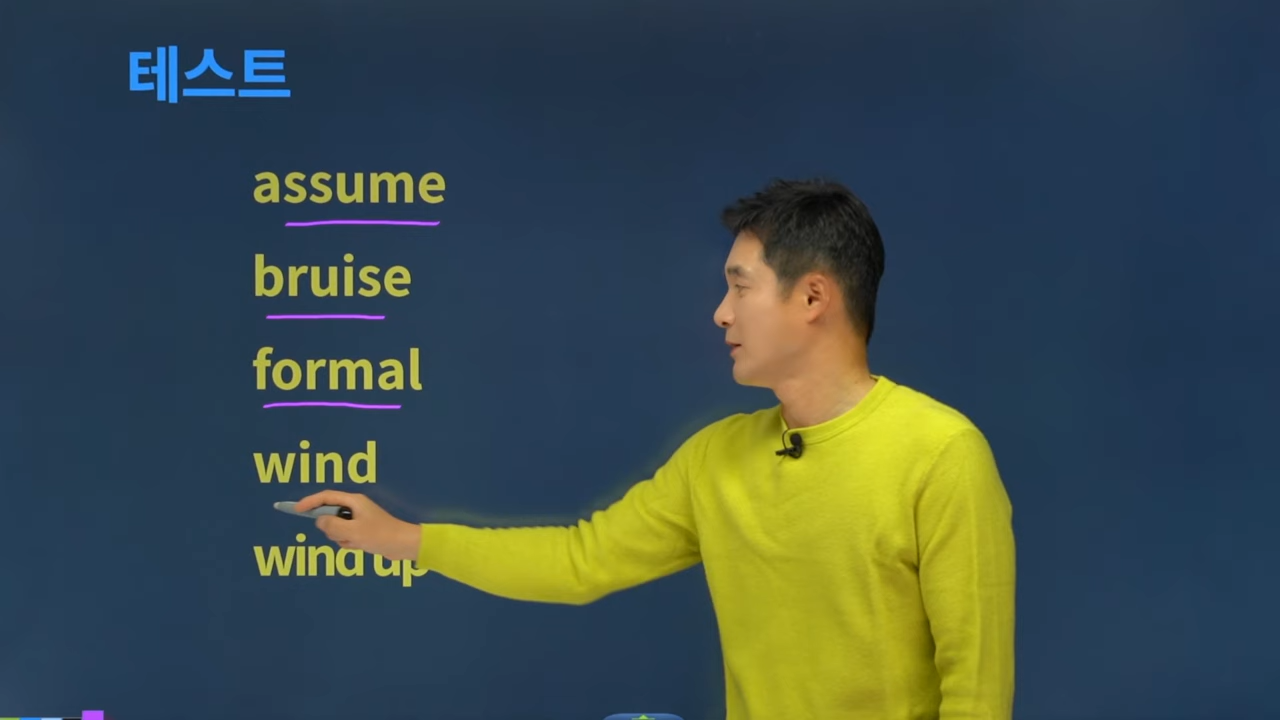 테스트
assume
bruise
formal
wind
wind up